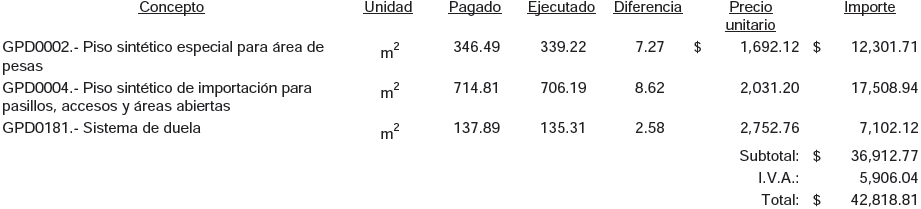 Concepto Unidad Pagado Ejecutado Diferencia Precio unitario Importe
GPD0002.- Piso sintético especial para área de pesas m² 346.49 339.22 7.27 $ 1,692.12 $ 12,301.71
GPD0004.- Piso sintético de importación para pasillos, accesos y áreas abiertas m² 714.81 706.19 8.62 2,031.20 17,508.94
GPD0181.- Sistema de duela m² 137.89 135.31 2.58 2,752.76 7,102.12
Subtotal: $ 36,912.77
I.V.A.: 5,906.04
Total: $ 42,818.81